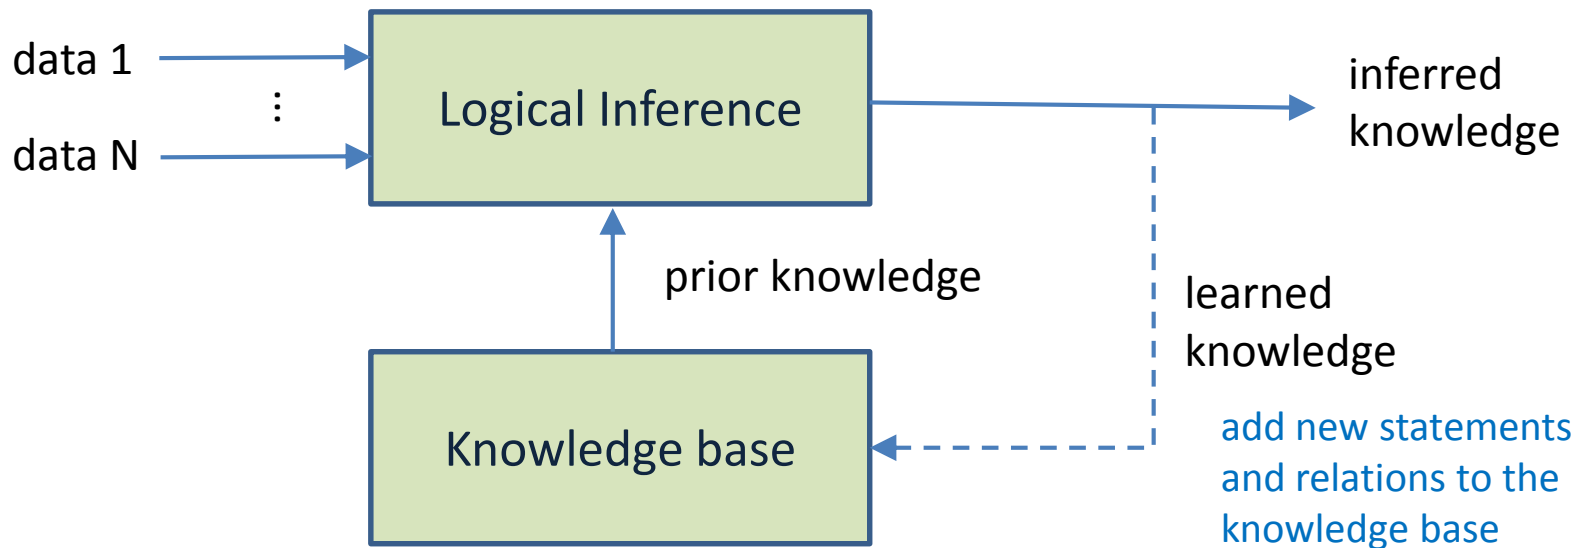 data 1
⋮
data N
Logical Inference
inferred
knowledge
prior knowledge
learned
knowledge
Knowledge base
add new statements
and relations to the
knowledge base